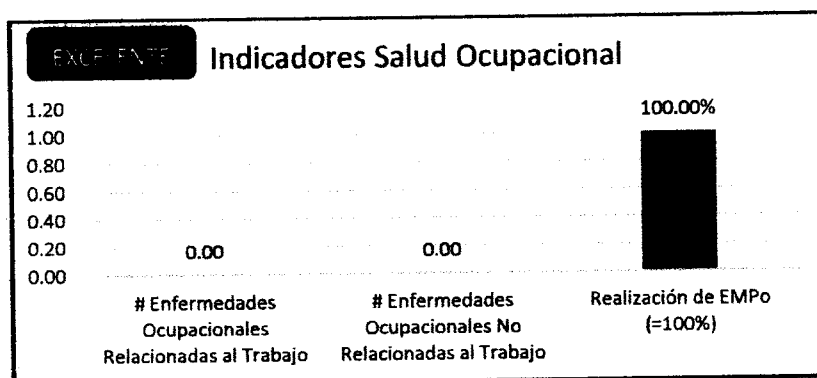 EXCELENTE
Indicadores Salud Ocupacional
1.20
1.00
0.80
0.60
0.40
0.20
0.00
0.00
0.00
100.00%
# Enfermedades
Ocupacionales
Relacionadas al Trabajo
# Enfermedades
Ocupacionales No
Relacionadas al Trabajo
Realización de EMPo
(=100%)